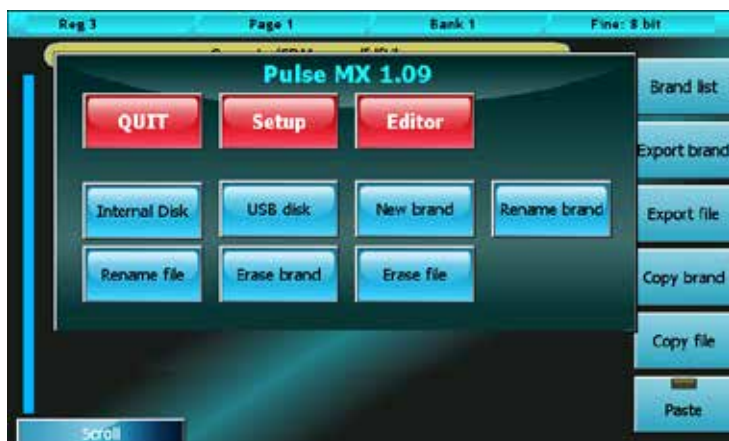 Reg 3 Page 1 Bank 1 Fine: 8 bit
Pulse MX 1.09
QUIT Setup Editor
Brand list
Export brand
Internal Disk USB disk New brand Rename brand
Export file
Rename file Erase brand Erase file
Copy brand
Copy file
Paste
Scroll